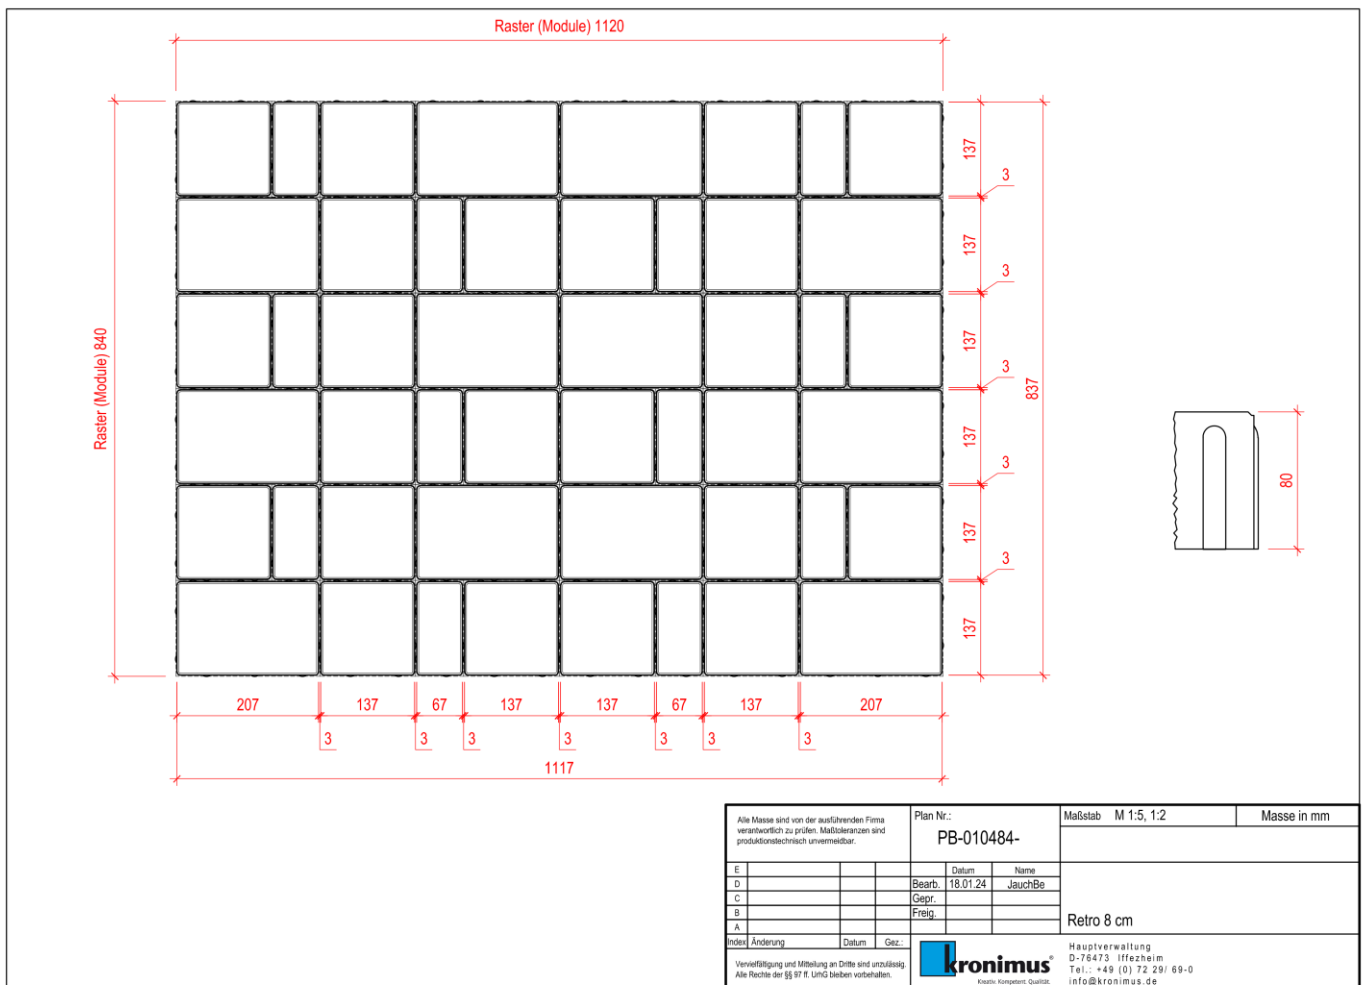 Raster (Module) 1120
Raster (Module) 840
137
3
137
3
137
3
137
3
137
3
137
837
80
207
137
67
137
137
67
137
207
3
3
3
3
3
3
3
1117
Alle Masse sind von der ausführenden Firma
verantwortlich zu prüfen. Maßtoleranzen sind
produktionstechnisch unvermeidbar.
Plan Nr.:
PB-010484-
Maßstab M 1:5, 1:2
Masse in mm
E
D
C
B
A
Index Änderung Datum Gez.:
Datum Name
Bearb. 18.01.24 JauchBe
Gepr.
Freig.
Retro 8 cm
Vervielfältigung und Mitteilung an Dritte sind unzulässig.
Alle Rechte der §§ 97 ff. UrhG bleiben vorbehalten.
kronimus®
Kreativ. Kompetent. Qualität.
Hauptverwaltung
D-76473 Iffezheim
Tel.: +49 (0) 72 29/ 69-0
info@kronimus.de